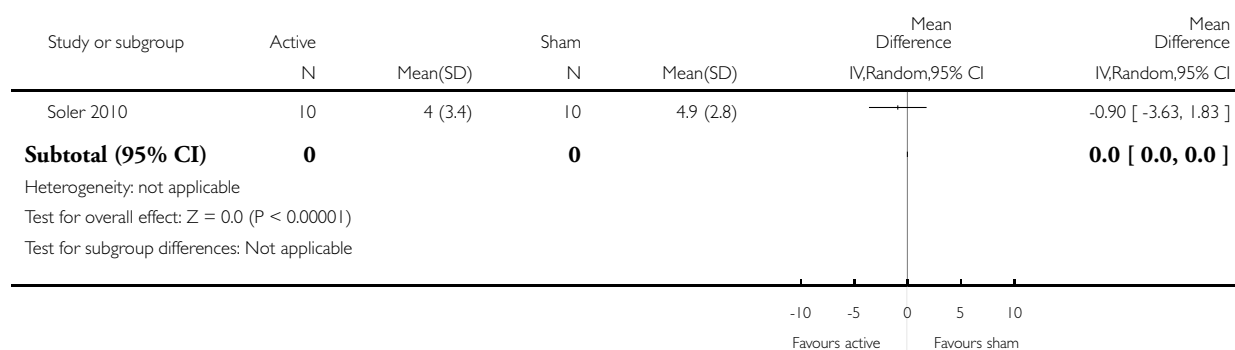 Study or subgroup Active Sham Mean Difference Mean Difference
N Mean(SD) N Mean(SD) IV,Random,95% CI IV,Random,95% CI
Soler 2010 10 4 (3.4) 10 4.9 (2.8) -0.90 [ -3.63, 1.83 ]
Subtotal (95% CI) 0 0 0.0 [ 0.0, 0.0 ]
Heterogeneity: not applicable
Test for overall effect: Z = 0.0 (P < 0.00001)
Test for subgroup differences: Not applicable
-10 -5 0 5 10
Favours active Favours sham